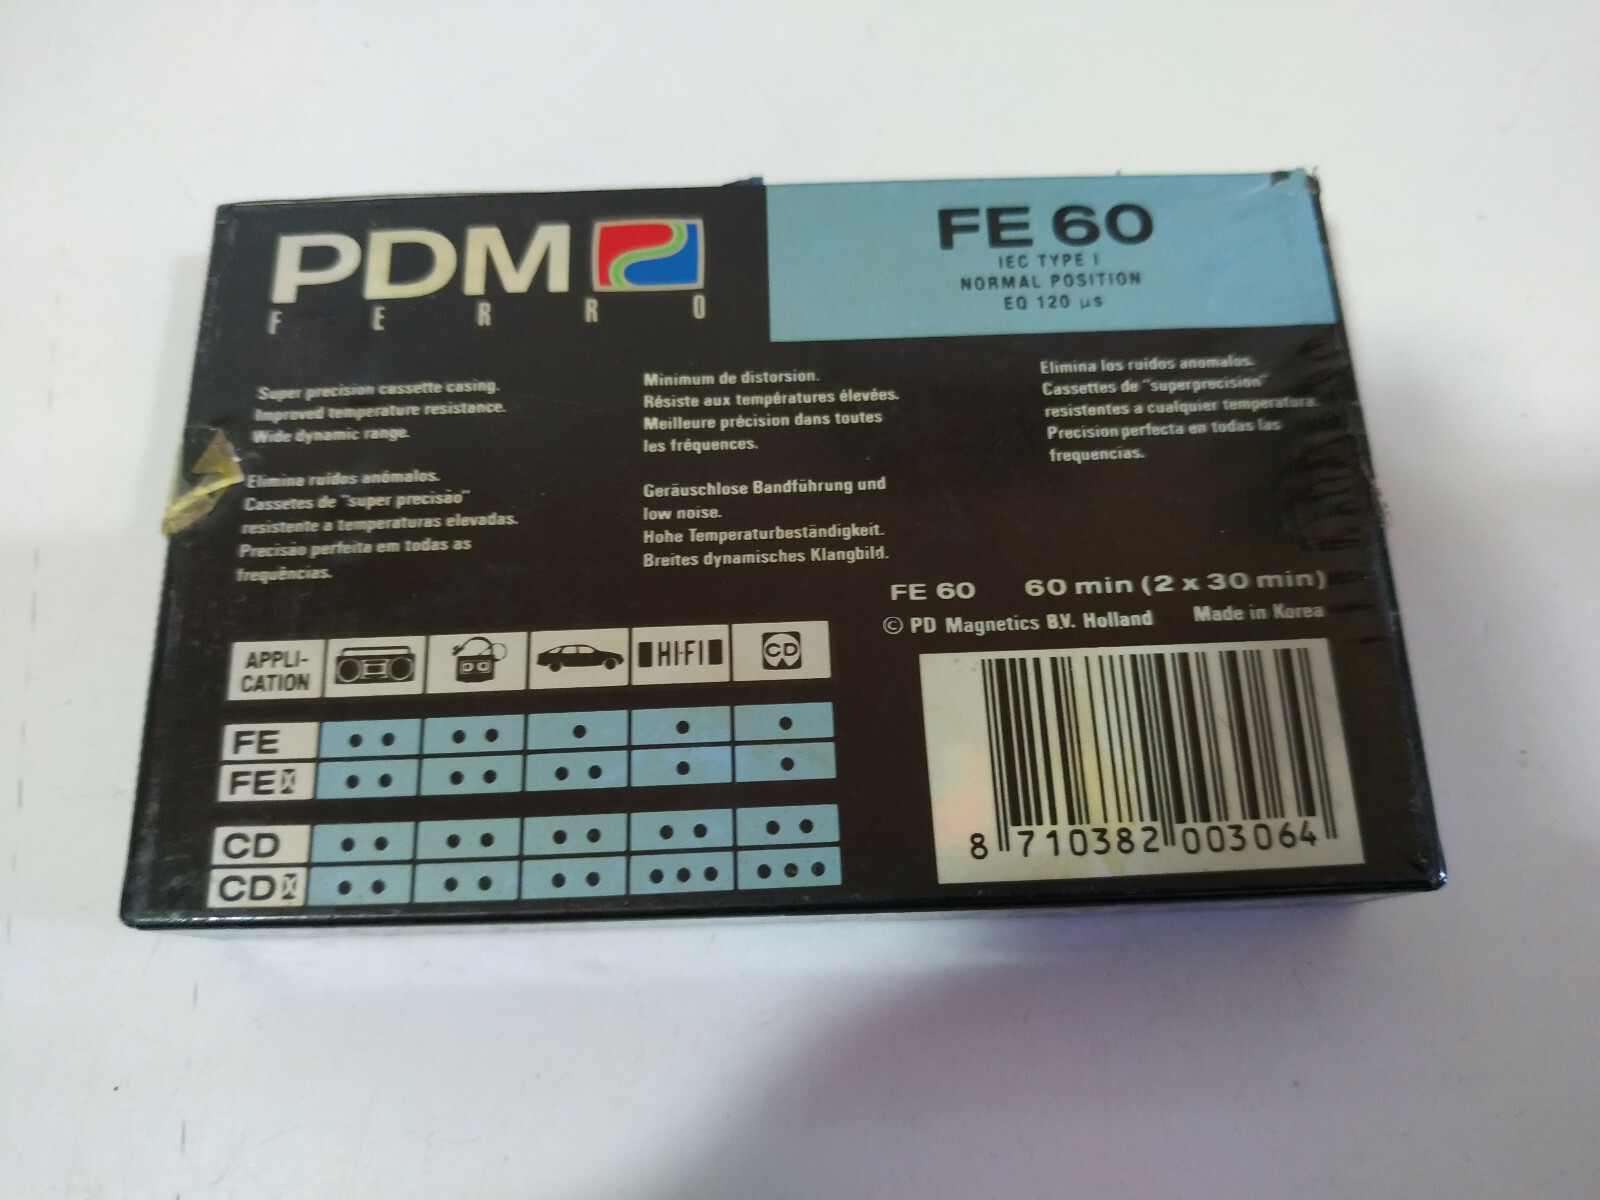 PDM
FERRO
FE 60
IEC TYPE I
NORMAL POSITION
EQ 120 µs
Super precision cassette casing.
Improved temperature resistance.
Wide dynamic range.
Elimina ruidos anómalos.
Cassetes de "super precisão"
resistente a temperaturas elevadas.
Precisão perfeita em todas as
frequências.
Minimum de distorsion.
Résiste aux températures élevées.
Meilleure précision dans toutes
les fréquences.
Geräuschlose Bandführung und
low noise.
Hohe Temperaturbeständigkeit.
Breites dynamisches Klangbild.
Elimina los ruidos anomalos.
Cassettes de "superprecision"
resistentes a cualquier temperatura.
Precision perfecta en todas las
frequencias.
FE 60 60 min (2 x 30 min)
© PD Magnetics B.V. Holland Made in Korea
APPLI-
CATION
HI-FI
CD
FE
FEX
CD
CDX
8 710382 003064